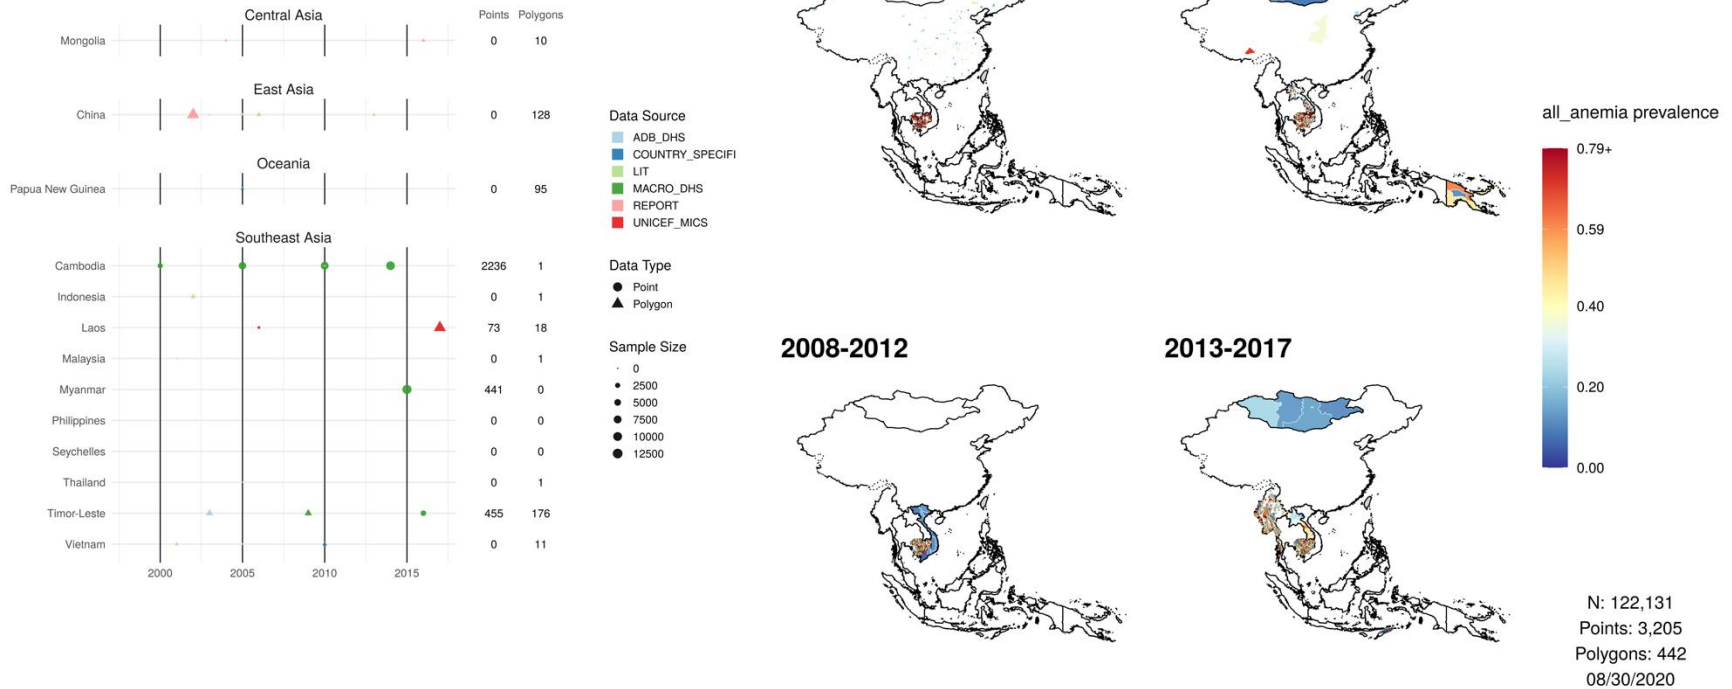 Central Asia
Points Polygons
Mongolia 0 10
East Asia
China 0 128
Oceania
Papua New Guinea 0 95
Southeast Asia
Cambodia 2236 1
Indonesia 0 1
Laos 73 18
Malaysia 0 1
Myanmar 441 0
Philippines 0 0
Seychelles 0 0
Thailand 0 1
Timor-Leste 455 176
Vietnam 0 11
2000 2005 2010 2015
Data Source
ADB_DHS
COUNTRY_SPECIFI
LIT
MACRO_DHS
REPORT
UNICEF_MICS
Data Type
Point
Polygon
Sample Size
0
2500
5000
7500
10000
12500
2008-2012
2013-2017
all_anemia prevalence
0.79+
0.59
0.40
0.20
0.00
N: 122,131
Points: 3,205
Polygons: 442
08/30/2020